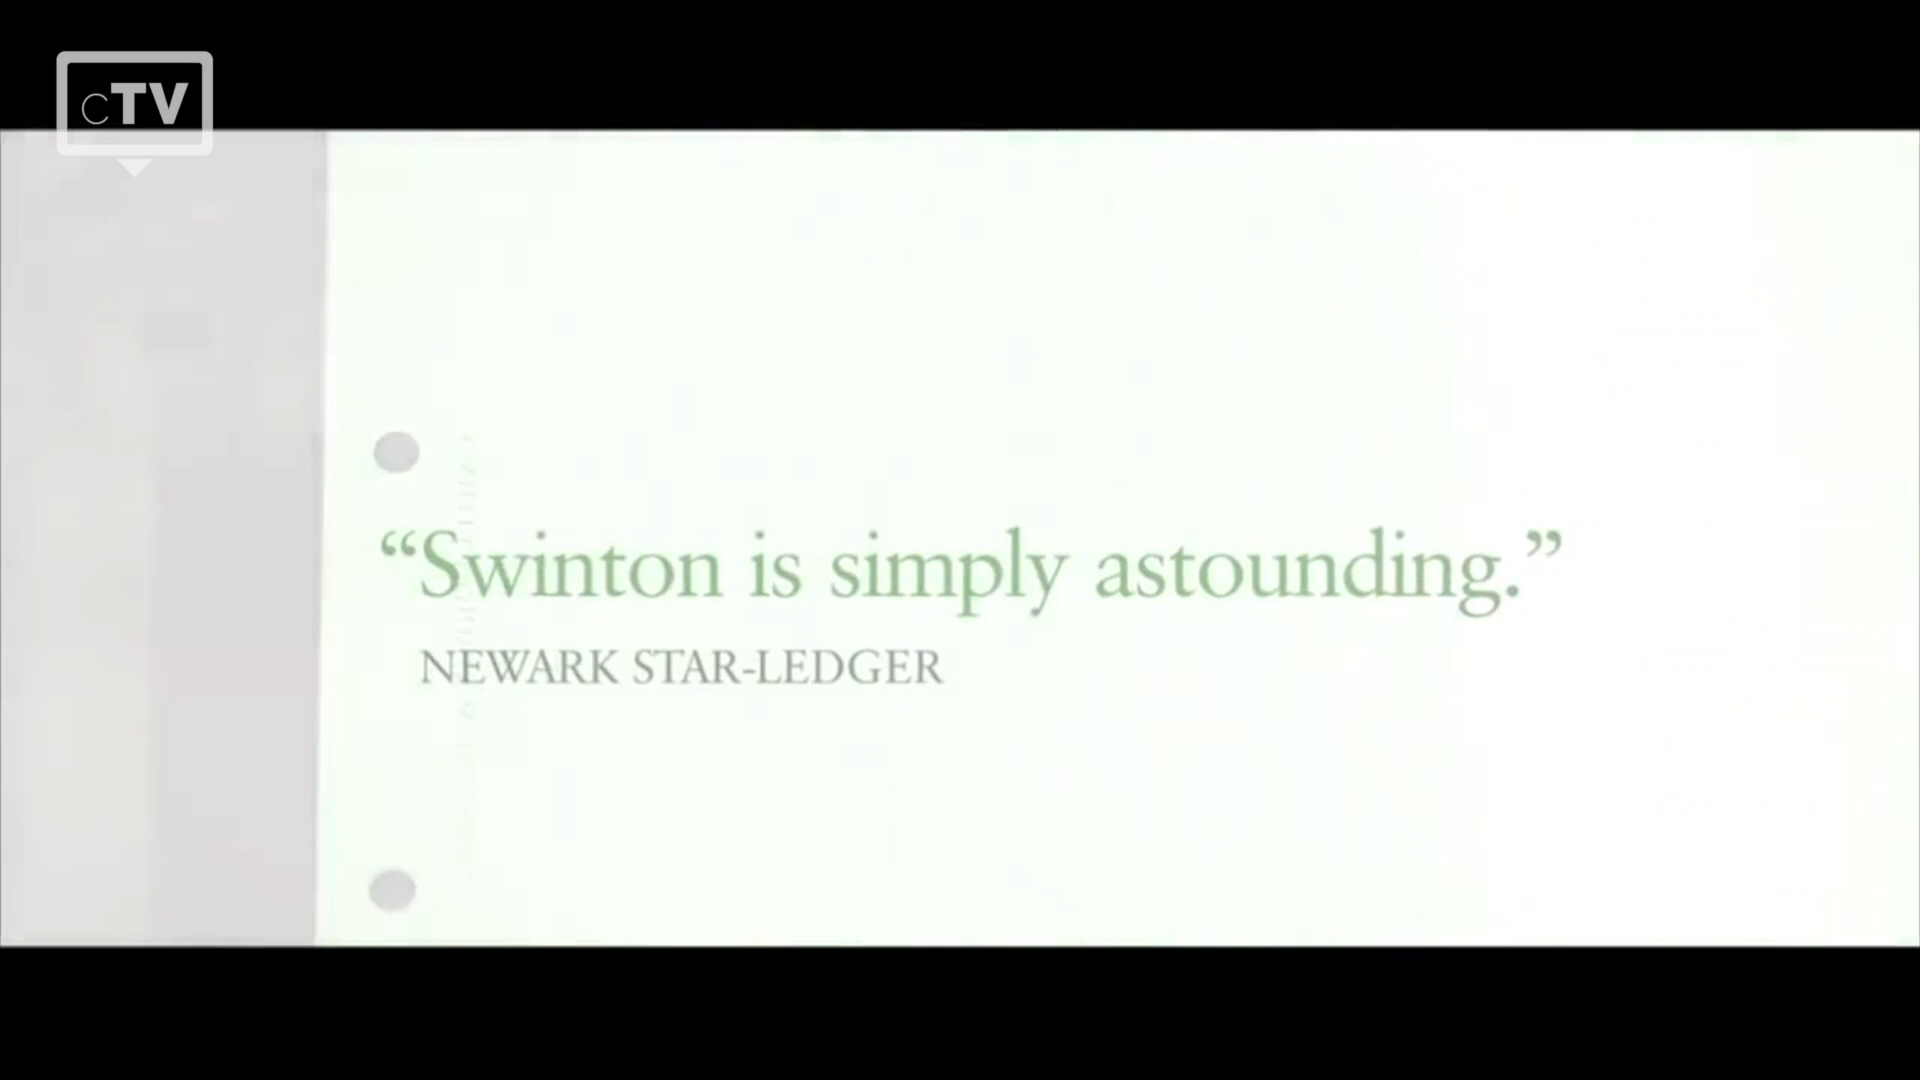 cTV
“Swinton is simply astounding.”
NEWARK STAR-LEDGER